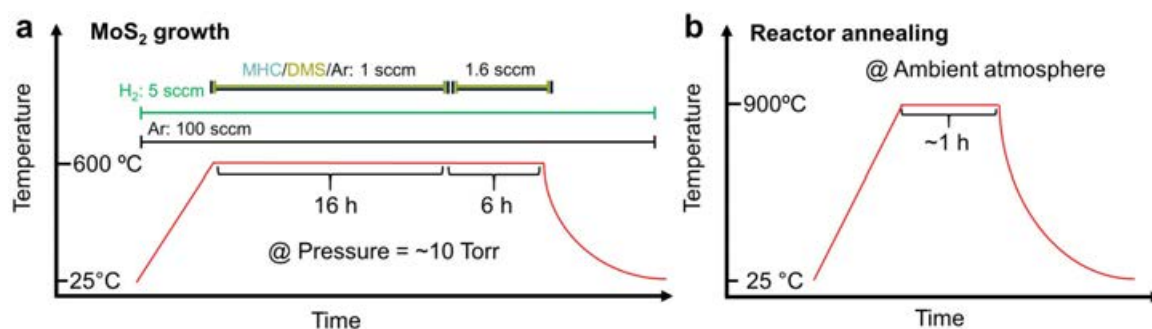 a
MoS₂ growth
MHC/DMS/Ar: 1 sccm
1.6 sccm
H₂: 5 sccm
Ar: 100 sccm
Temperature
600 ºC
25°C
16 h
6 h
@ Pressure = ~10 Torr
Time
b
Reactor annealing
@ Ambient atmosphere
Temperature
900ºC
~1 h
25 °C
Time